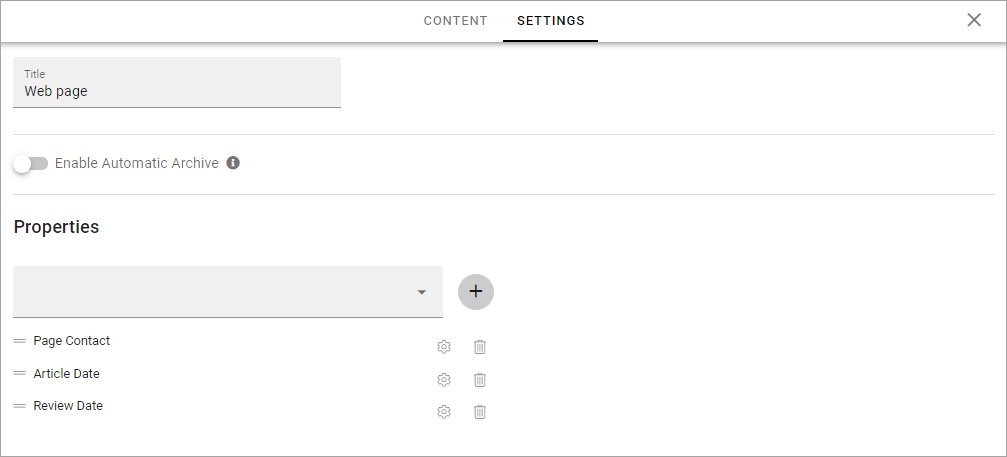 CONTENT SETTINGS
Title
Web page
Enable Automatic Archive
Properties
Page Contact
Article Date
Review Date